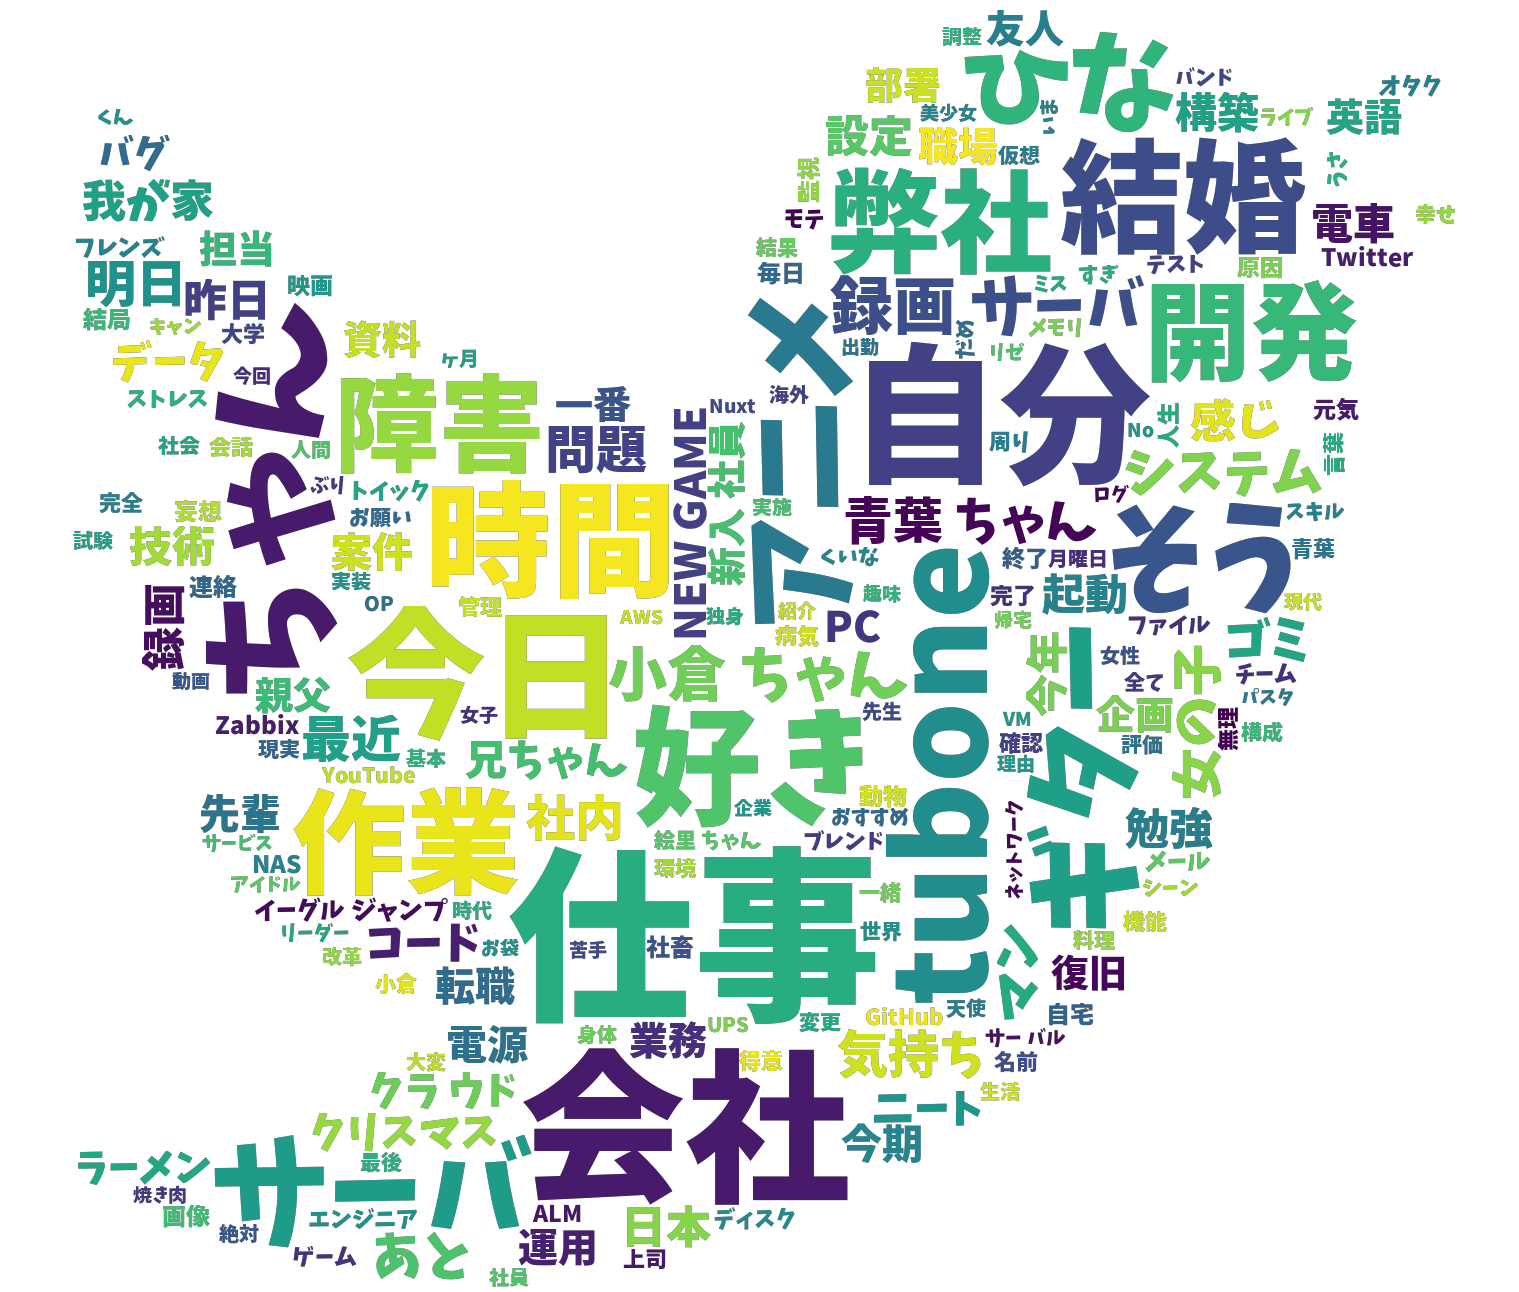 友人
調整
ひな
部署
バンド
オタク
美少女
まい
構築
ライブ
英語
くん
設定
職場
仮想
バグ
結婚
監視
弊社
うさ
我が家
モテ
電車
幸せ
フレンズ
担当
結果
Twitter
明日
昨日
映画
毎日
録画
サーバ
ミス
すぎ
テスト
原因
開発
結局
キャン
大学
ちゃん
資料
ヶ月
アニメ
出勤
だめ
リゼ
メモリ
データ
今回
自分
ストレス
障害
一番
問題
海外
Nuxt
NEW GAME
新入 社員
周り
No
人生
感じ
元気
言葉
社会
会話
人間
システム
ぶり
トイック
時間
ログ
完全
妄想
お願い
実施
青葉 ちゃん
そう
スキル
試験
技術
案件
くいな
終了
月曜日
青葉
録画
連絡
実装
趣味
完了
起動
現代
OP
管理
AWS
独身
紹介
病気
PC
帰宅
ファイル
ゴミ
今日
小倉 ちゃん
tubone
ギター
今年
女性
女の子
チーム
動画
親父
全て
パスタ
Zabbix
最近
女子
好き
先生
VM
企画
無理
構成
現実
基本
兄ちゃん
確認
評価
理由
YouTube
先輩
作業
社内
企業
動物
おすすめ
勉強
サービス
絵里 ちゃん
ブレンド
ネットワーク
NAS
環境
メール
アイドル
仕事
一緒
シーン
イーグル ジャンプ
時代
機能
リーダー
コード
お袋
苦手
社畜
世界
マン
料理
改革
小倉
転職
復旧
天使
自宅
GitHub
電源
身体
業務
UPS
変更
気持ち
サー バル
大変
得意
名前
クラウド
会社
生活
ニート
クリスマス
今期
ラーメン
サーバ
最後
焼き肉
画像
絶対
エンジニア
ALM
日本
ディスク
ゲーム
あと
運用
上司
社員